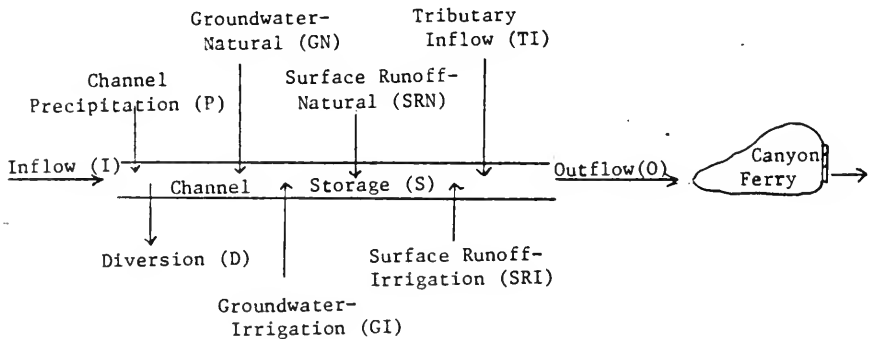 Groundwater-
Natural (GN)
Tributary
Inflow (TI)
Channel
Precipitation (P)
Surface Runoff-
Natural (SRN)
Inflow (I)
Channel Storage (S)
Outflow(O)
Canyon
Ferry
Diversion (D)
Groundwater-
Irrigation (GI)
Surface Runoff-
Irrigation (SRI)